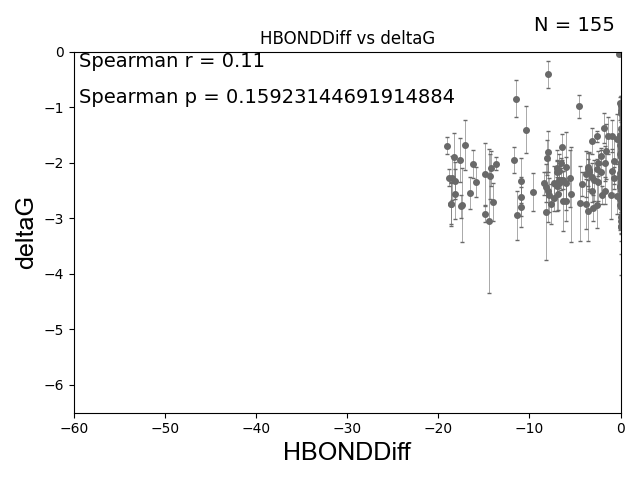 N = 155
HBONDDiff vs deltaG
Spearman r = 0.11
Spearman p = 0.15923144691914884
0
−1
−2
−3
−4
−5
−6
deltaG
−60 −50 −40 −30 −20 −10 0
HBONDDiff